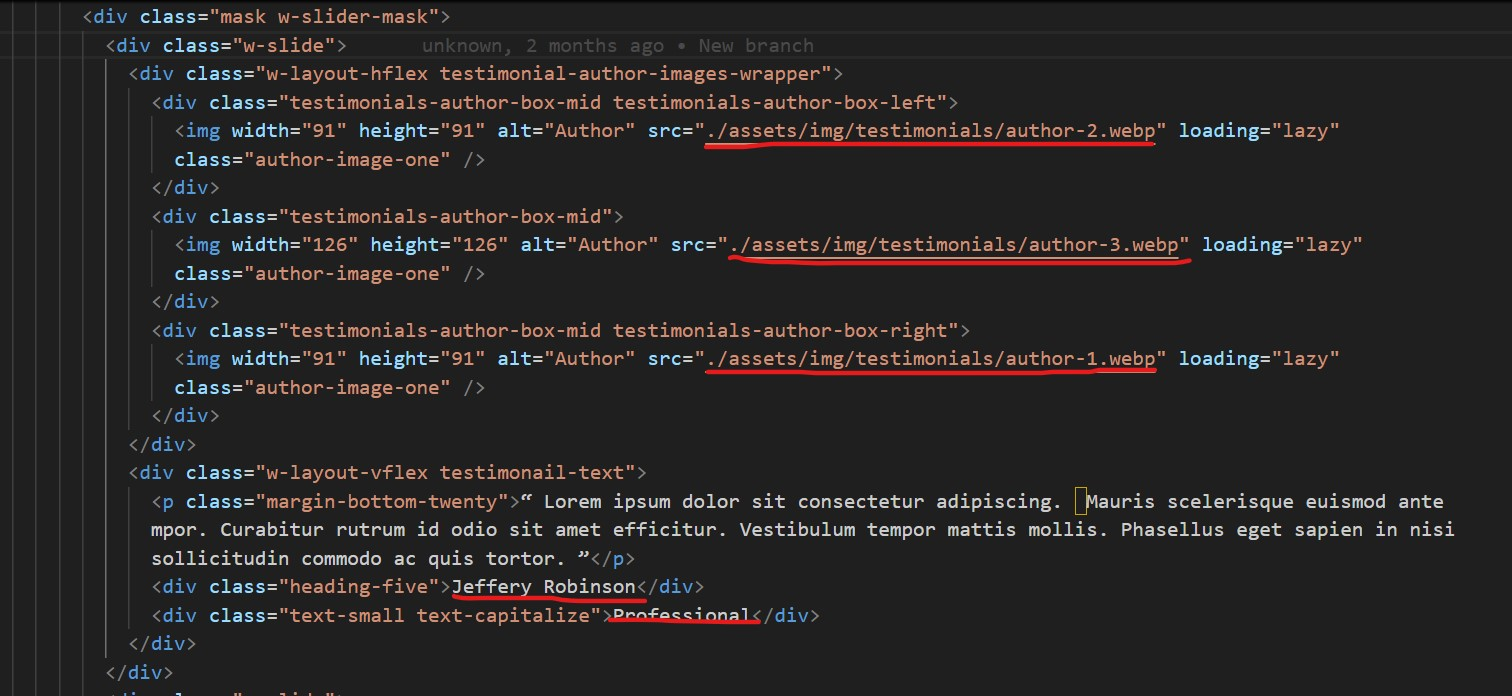 <div class="mask w-slider-mask">
<div class="w-slide"> unknown, 2 months ago • New branch
<div class="w-layout-hflex testimonial-author-images-wrapper">
<div class="testimonials-author-box-mid testimonials-author-box-left">
<img width="91" height="91" alt="Author" src="./assets/img/testimonials/author-2.webp" loading="lazy"
class="author-image-one" />
</div>
<div class="testimonials-author-box-mid">
<img width="126" height="126" alt="Author" src="./assets/img/testimonials/author-3.webp" loading="lazy"
class="author-image-one" />
</div>
<div class="testimonials-author-box-mid testimonials-author-box-right">
<img width="91" height="91" alt="Author" src="./assets/img/testimonials/author-1.webp" loading="lazy"
class="author-image-one" />
</div>
</div>
<div class="w-layout-vflex testimonail-text">
<p class="margin-bottom-twenty">“ Lorem ipsum dolor sit consectetur adipiscing. Mauris scelerisque euismod ante
mpor. Curabitur rutrum id odio sit amet efficitur. Vestibulum tempor mattis mollis. Phasellus eget sapien in nisi
sollicitudin commodo ac quis tortor. ”</p>
<div class="heading-five">Jeffery Robinson</div>
<div class="text-small text-capitalize">Professional</div>
</div>
</div>